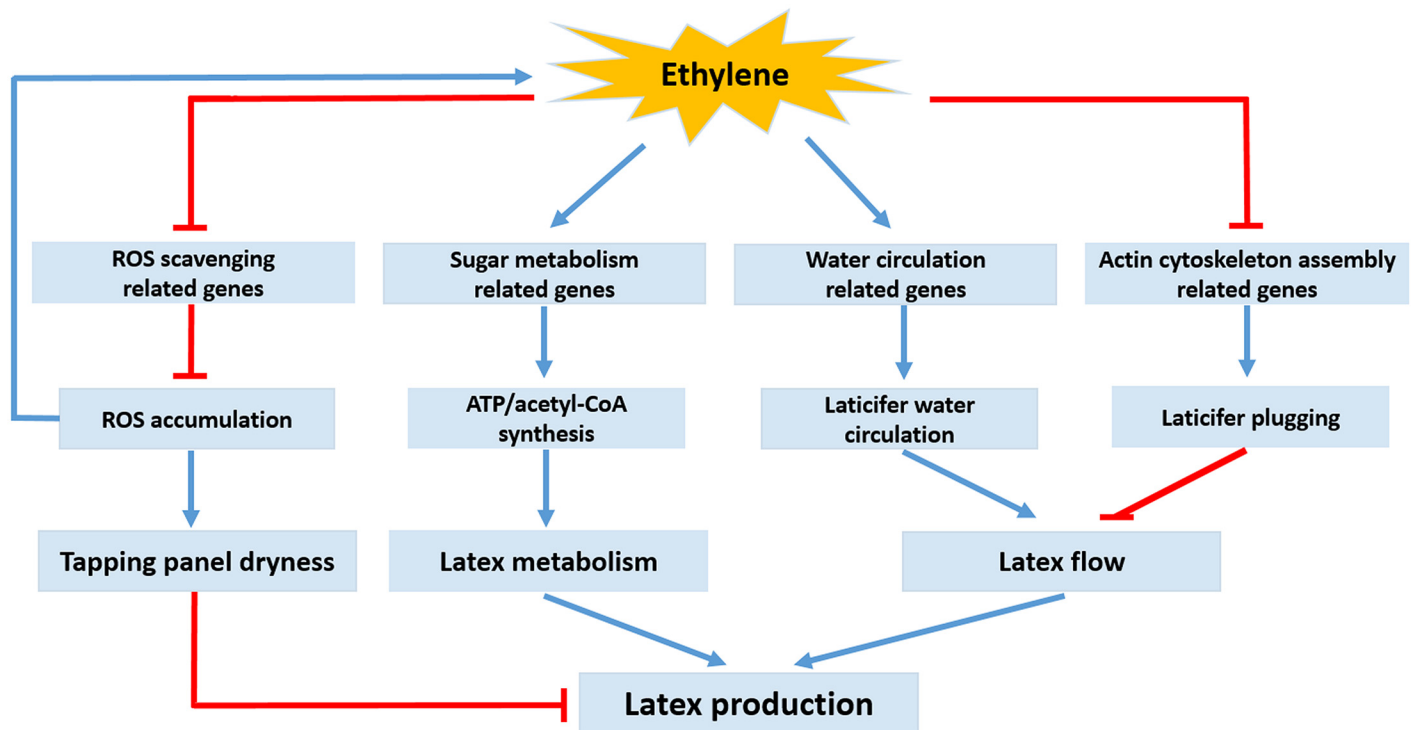 Ethylene
ROS scavenging
related genes
Sugar metabolism
related genes
Water circulation
related genes
Actin cytoskeleton assembly
related genes
ROS accumulation
ATP/acetyl-CoA
synthesis
Laticifer water
circulation
Laticifer plugging
Tapping panel dryness
Latex metabolism
Latex flow
Latex production